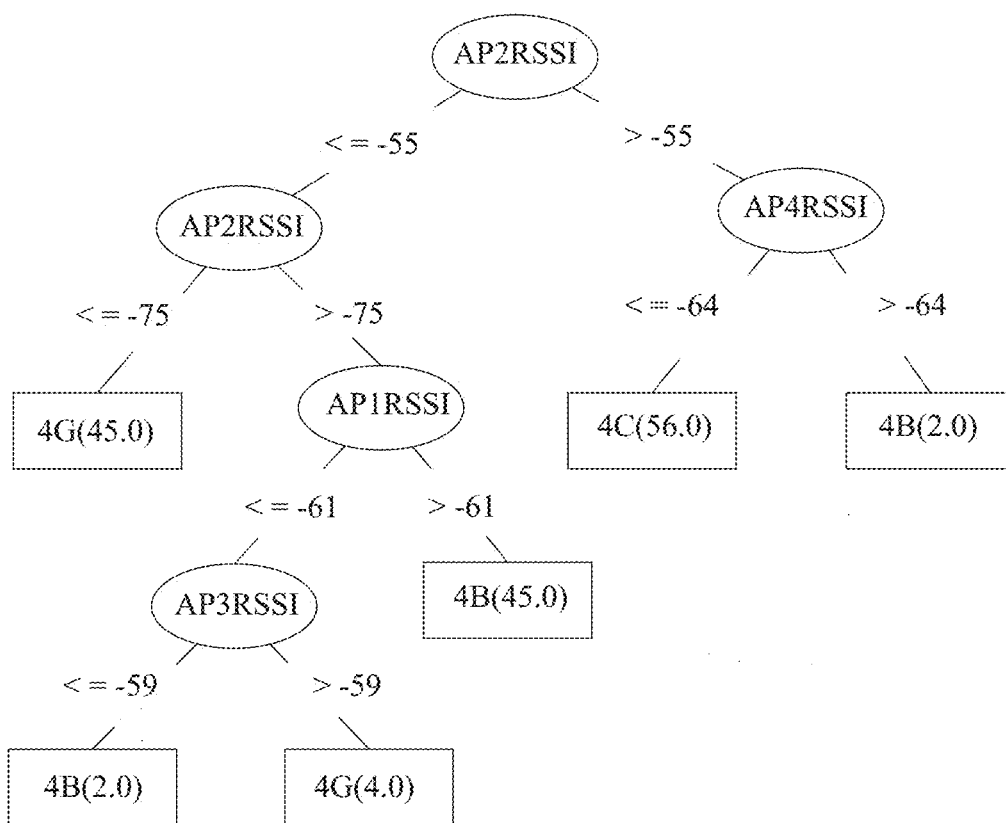 AP2RSSI
< = -55
> -55
AP2RSSI
AP4RSSI
< = -75
> -75
< = -64
> -64
4G(45.0)
AP1RSSI
4C(56.0)
4B(2.0)
< = -61
> -61
AP3RSSI
4B(45.0)
< = -59
> -59
4B(2.0)
4G(4.0)